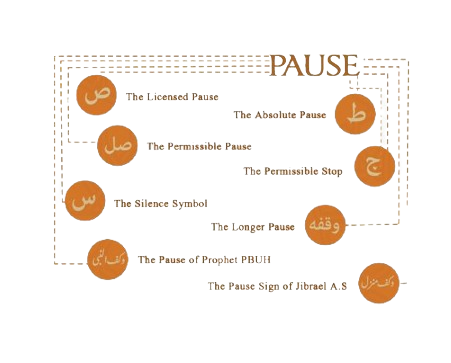 PAUSE
ص
The Licensed Pause
The Absolute Pause
ط
صل
The Permissible Pause
The Permissible Stop
ج
س
The Silence Symbol
The Longer Pause
وقفه
وقف النبی
The Pause of Prophet PBUH
The Pause Sign of Jibrael A.S
وقف منزل